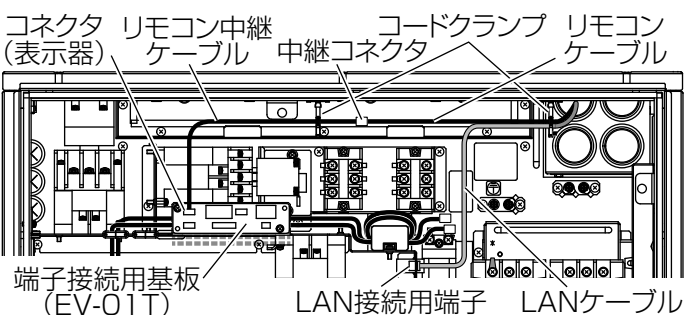 コネクタ
（表示器）
リモコン中継
ケーブル
中継コネクタ
コードクランプ
リモコン
ケーブル
端子接続用基板
（EV-01T）
LAN接続用端子
LANケーブル